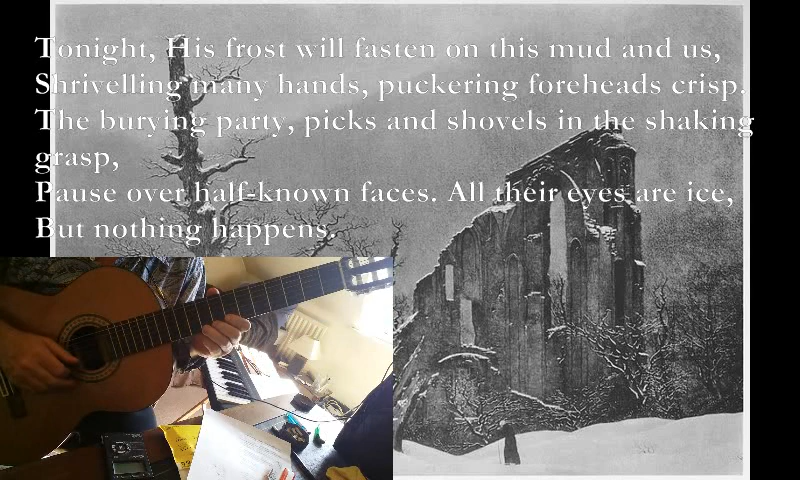 Tonight, His frost will fasten on this mud and us,
Shrivelling many hands, puckering foreheads crisp.
The burying party, picks and shovels in the shaking
grasp,
Pause over half-known faces. All their eyes are ice,
But nothing happens.